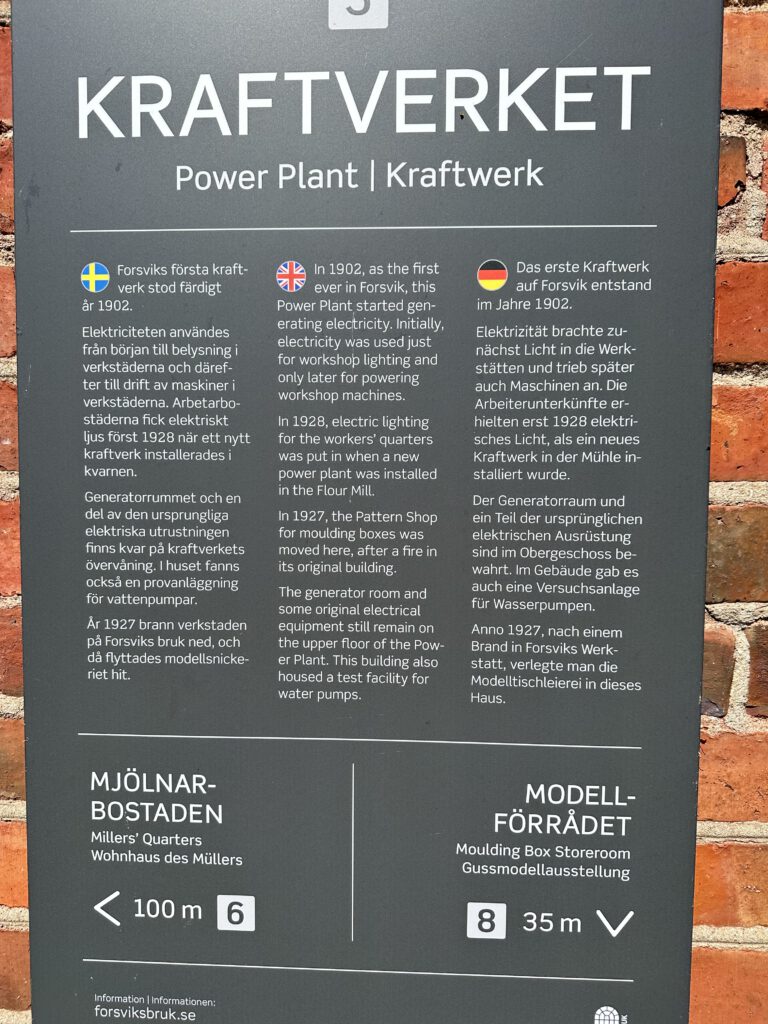 KRAFTVERKET
Power Plant | Kraftwerk
Forsviks första kraft-
verk stod färdigt
år 1902.
Elektriciteten användes
från början till belysning i
verkstäderna och däref-
ter till drift av maskiner i
verkstäderna. Arbetarbo-
städerna fick elektriskt
ljus först 1928 när ett nytt
kraftverk installerades i
kvarnen.
Generatorrummet och en
del av den ursprungliga
elektriska utrustningen
finns kvar på kraftverkets
övervåning. I huset fanns
också en provanläggning
för vattenpumpar.
År 1927 brann verkstaden
på Forsviks bruk ned, och
då flyttades modellsnicke-
riet hit.
In 1902, as the first
ever in Forsvik, this
Power Plant started gen-
erating electricity. Initially,
electricity was used just
for workshop lighting and
only later for powering
workshop machines.
In 1928, electric lighting
for the workers' quarters
was put in when a new
power plant was installed
in the Flour Mill.
In 1927, the Pattern Shop
for moulding boxes was
moved here, after a fire in
its original building.
The generator room and
some original electrical
equipment still remain on
the upper floor of the Pow-
er Plant. This building also
housed a test facility for
water pumps.
Das erste Kraftwerk
auf Forsvik entstand
im Jahre 1902.
Elektrizität brachte zu-
nächst Licht in die Werk-
stätten und trieb später
auch Maschinen an. Die
Arbeiterunterkünfte er-
hielten erst 1928 elektri-
sches Licht, als ein neues
Kraftwerk in der Mühle in-
stalliert wurde.
Der Generatorraum und
ein Teil der ursprünglichen
elektrischen Ausrüstung
sind im Obergeschoss be-
wahrt. Im Gebäude gab es
auch eine Versuchsanlage
für Wasserpumpen.
Anno 1927, nach einem
Brand in Forsviks Werk-
statt, verlegte man die
Modelltischleierei in dieses
Haus.
MJÖLNAR-
BOSTADEN
Millers' Quarters
Wohnhaus des Müllers
100 m 6
MODELL-
FÖRRÅDET
Moulding Box Storeroom
Gussmodellausstellung
8 35 m
Information | Informationen:
forsviksbruk.se